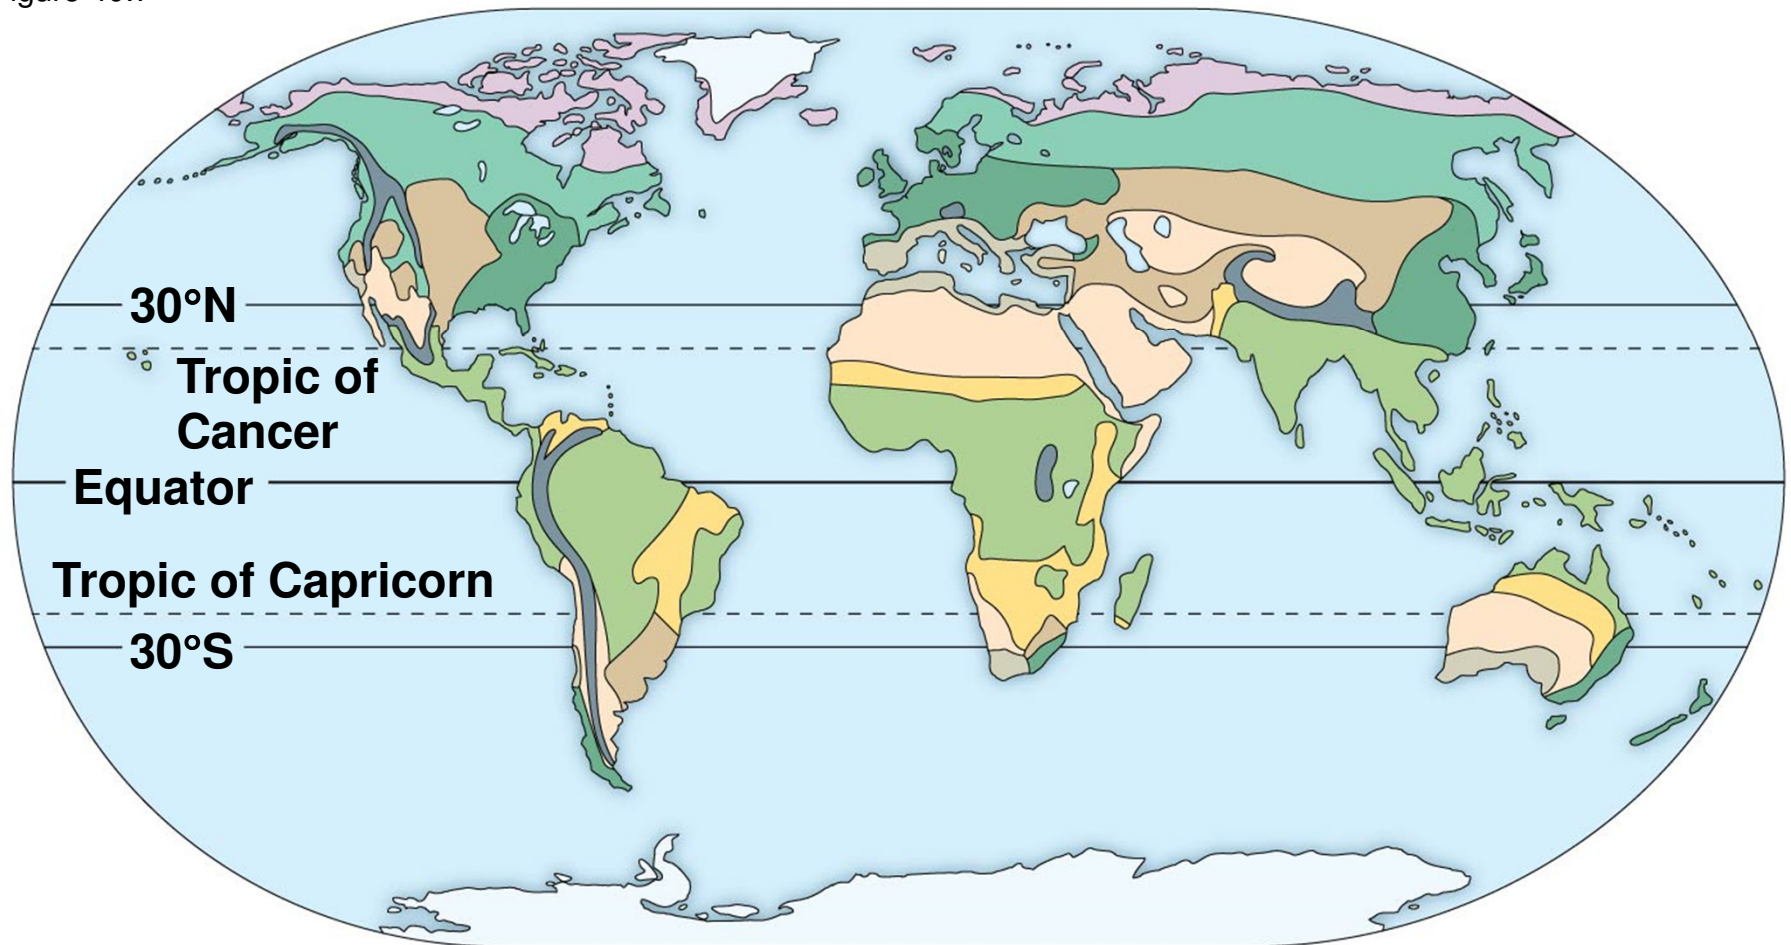 30°N
Tropic of
Cancer
Equator
Tropic of Capricorn
30°S